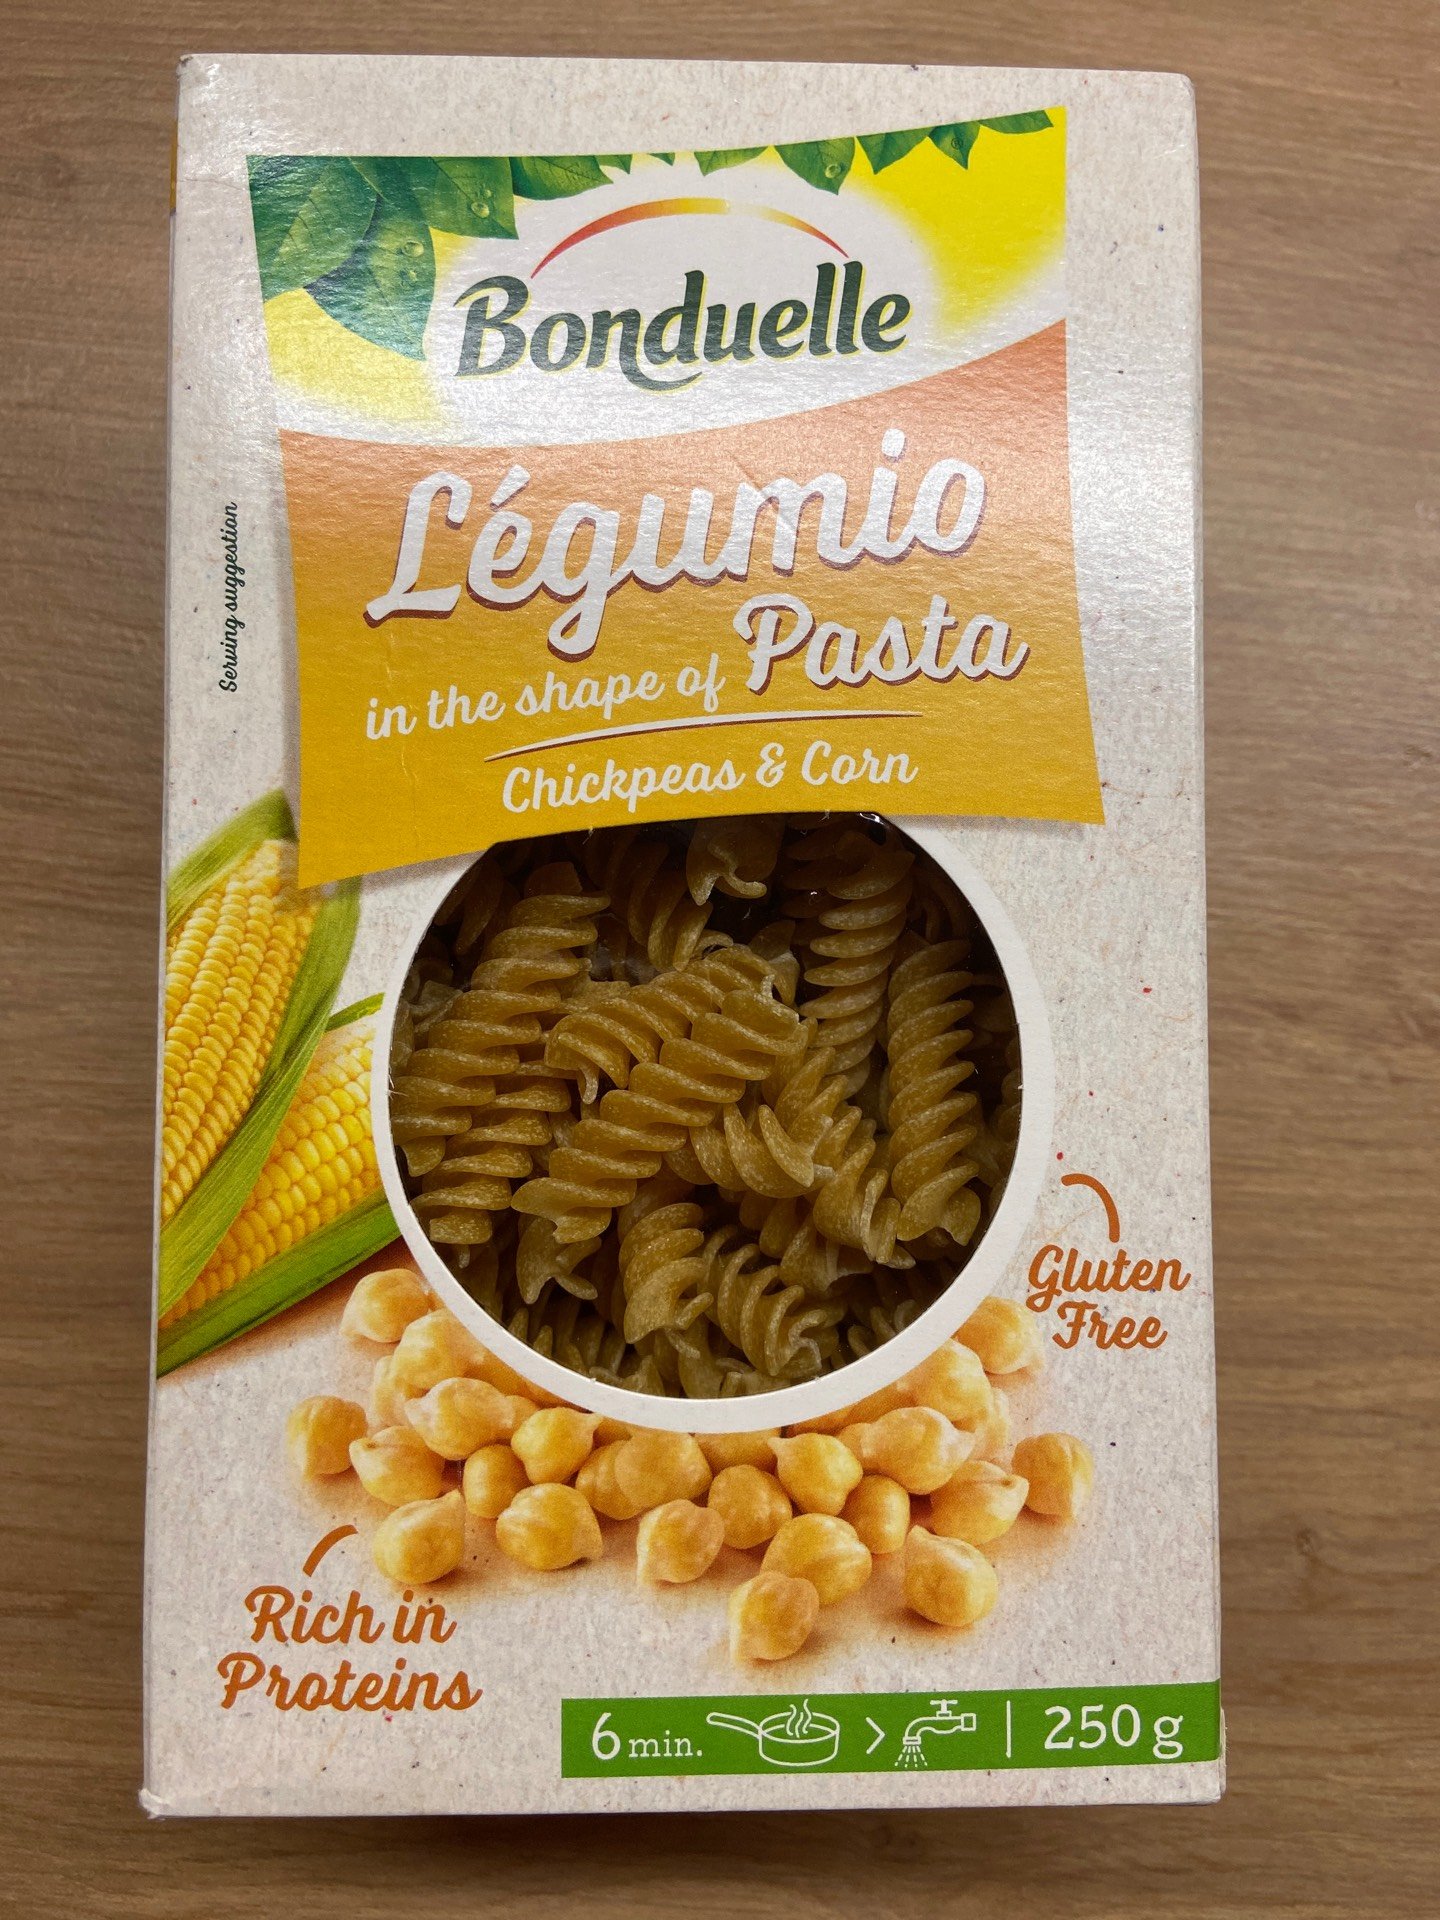 Bonduelle
Légumio
in the shape of Pasta
Chickpeas & Corn
Serving suggestion
Gluten
Free
Rich in
Proteins
6 min. > | 250 g